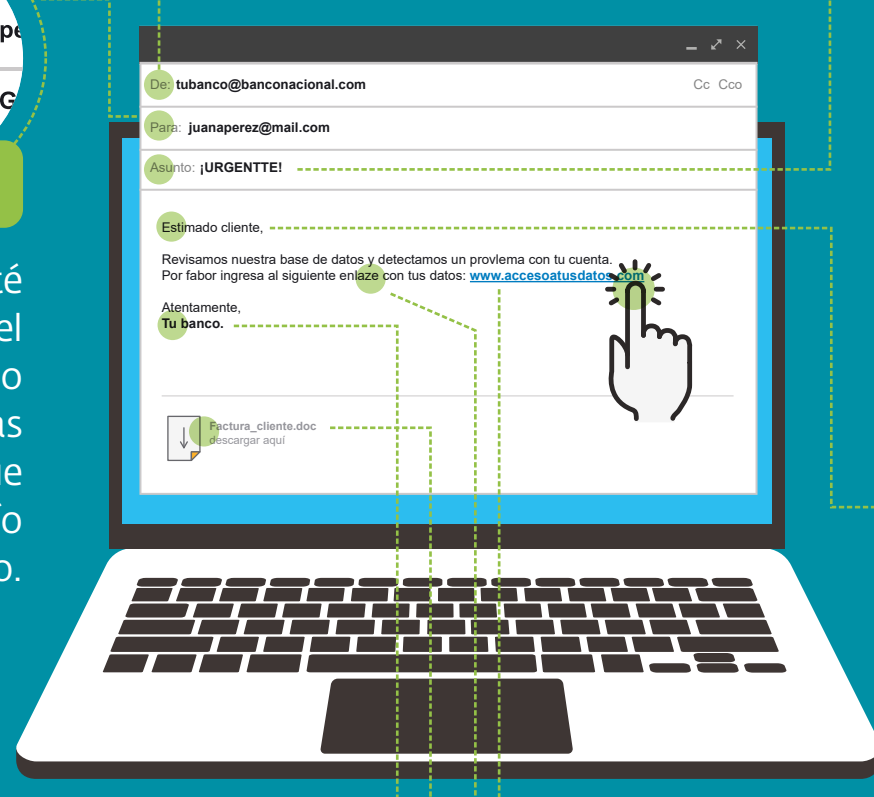 De: tubanco@banconacional.com
Cc Cco
Para: juanaperez@mail.com
Asunto: ¡URGENTTE!
Estimado cliente,
Revisamos nuestra base de datos y detectamos un provlema con tu cuenta.
Por fabor ingresa al siguiente enlaze con tus datos: www.accesoatusdatos.com
Atentamente,
Tu banco.
Factura_cliente.doc
descargar aquí